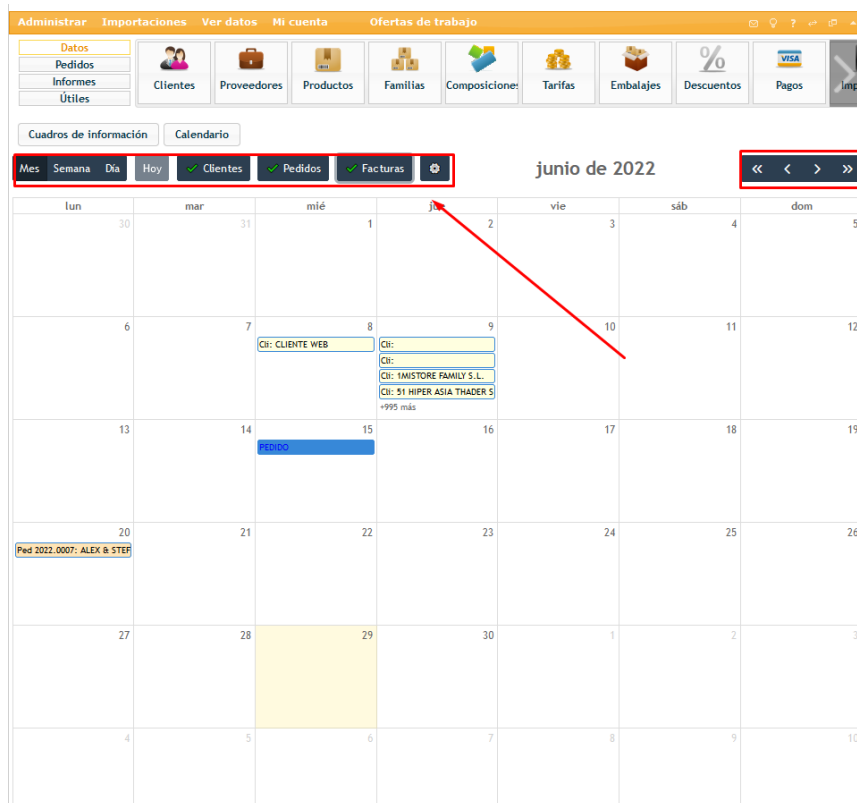 Administrar Importaciones Ver datos Mi cuenta Ofertas de trabajo
Datos
Pedidos
Informes
Útiles
Clientes Proveedores Productos Familias Composiciones Tarifas Embalajes Descuentos Pagos Imp
VISA
Cuadros de información Calendario
Mes Semana Día Hoy Clientes Pedidos Facturas junio de 2022 « < > »
lun mar mié vie sáb dom
30 31 1 2 3 4 5
6 7 8 9 10 11 12
Cli: CLIENTE WEB
Cli:
Cli:
Cli: 1MISTORE FAMILY S.L.
Cli: 51 HIPER ASIA THADER S
+995 más
13 14 15 16 17 18 19
PEDIDO
20 21 22 23 24 25 26
Ped 2022.0007: ALEX & STEF
27 28 29 30 1 2 3
4 5 6 7 8 9 10